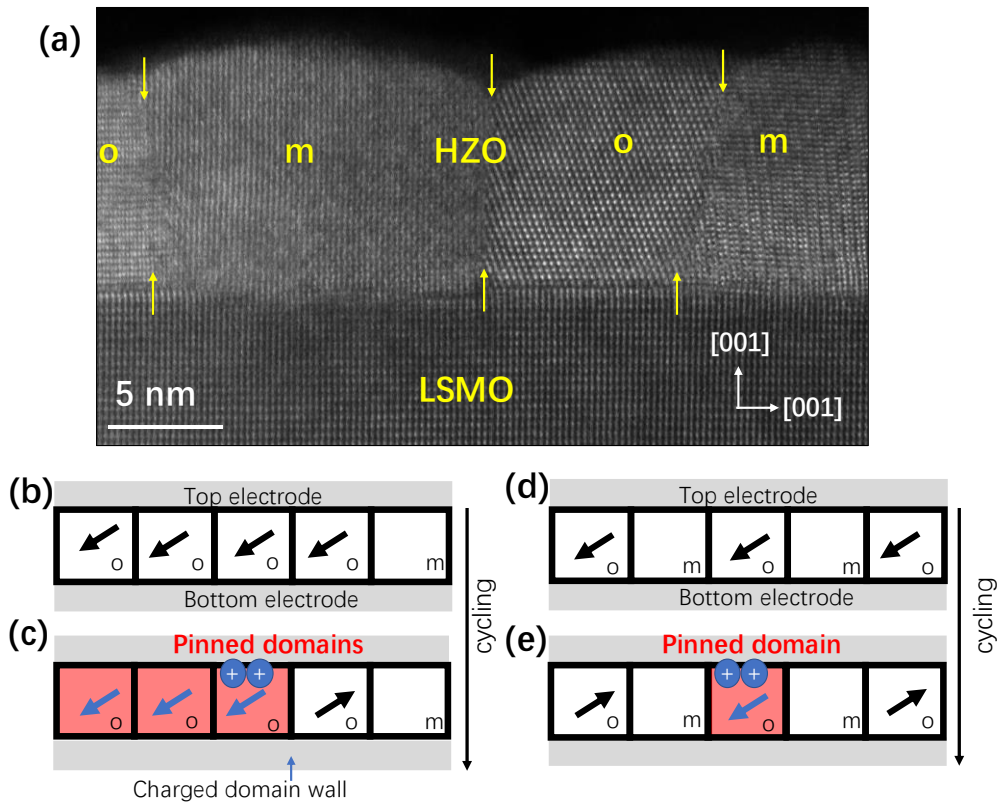 (a)
o
m
HZO
o
m
LSMO
5 nm
[001]
[001]
(b)
Top electrode
o
o
o
o
m
Bottom electrode
(c)
Pinned domains
+ +
o
o
o
o
m
Charged domain wall
cycling
(d)
Top electrode
o
m
o
m
o
Bottom electrode
(e)
Pinned domain
+ +
o
m
o
m
o
cycling